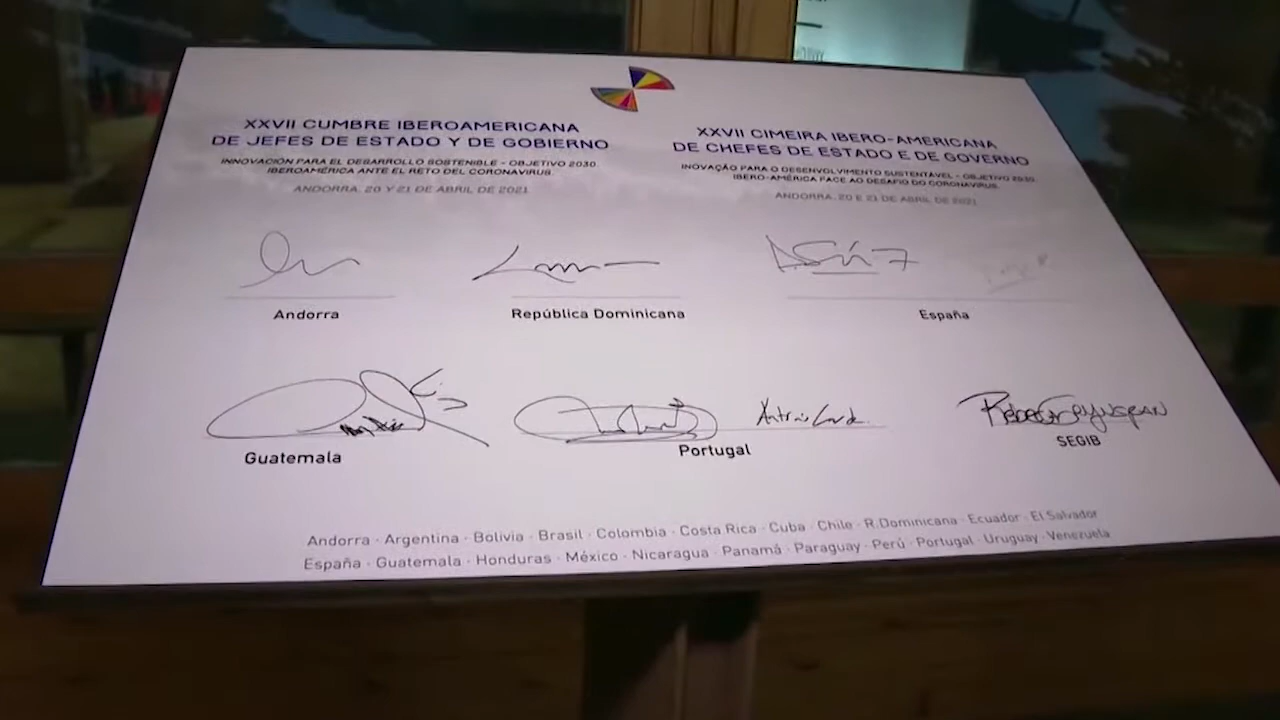 XXVII CUMBRE IBEROAMERICANA
DE JEFES DE ESTADO Y DE GOBIERNO
INNOVACIÓN PARA EL DESARROLLO SOSTENIBLE - OBJETIVO 2030
IBEROAMÉRICA ANTE EL RETO DEL CORONAVIRUS
ANDORRA, 20 Y 21 DE ABRIL DE 2021
XXVII CIMEIRA IBERO-AMERICANA
DE CHEFES DE ESTADO E DE GOVERNO
INOVAÇÃO PARA O DESENVOLVIMENTO SUSTENTÁVEL - OBJETIVO 2030
IBERO-AMÉRICA FACE AO DESAFIO DO CORONAVÍRUS
ANDORRA, 20 E 21 DE ABRIL DE 2021
Andorra
República Dominicana
España
Rebeca Grynspan
Guatemala
Portugal
SEGIB
Andorra · Argentina · Bolivia · Brasil · Colombia · Costa Rica · Cuba · Chile · R.Dominicana · Ecuador · El Salvador
España · Guatemala · Honduras · México · Nicaragua · Panamá · Paraguay · Perú · Portugal · Uruguay · Venezuela